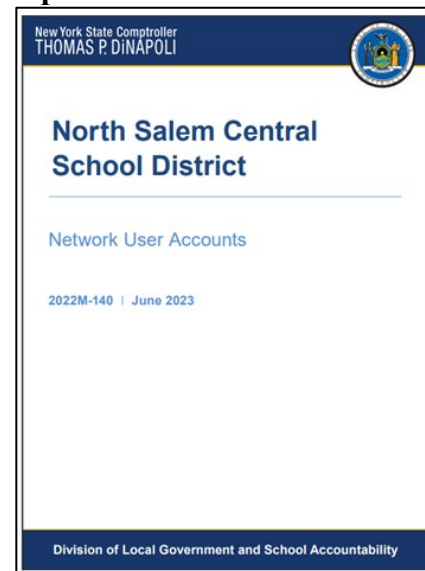 New York State Comptroller
THOMAS P. DiNAPOLI
North Salem Central
School District
Network User Accounts
2022M-140 | June 2023
Division of Local Government and School Accountability